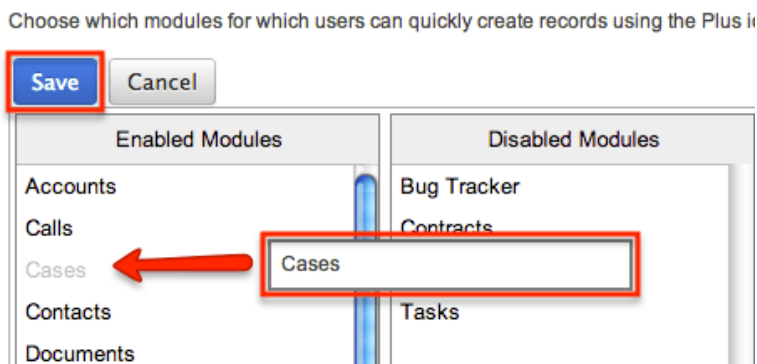 Choose which modules for which users can quickly create records using the Plus
Save Cancel
Enabled Modules Disabled Modules
Accounts Bug Tracker
Calls Contracts
Cases Cases
Contacts Tasks
Documents